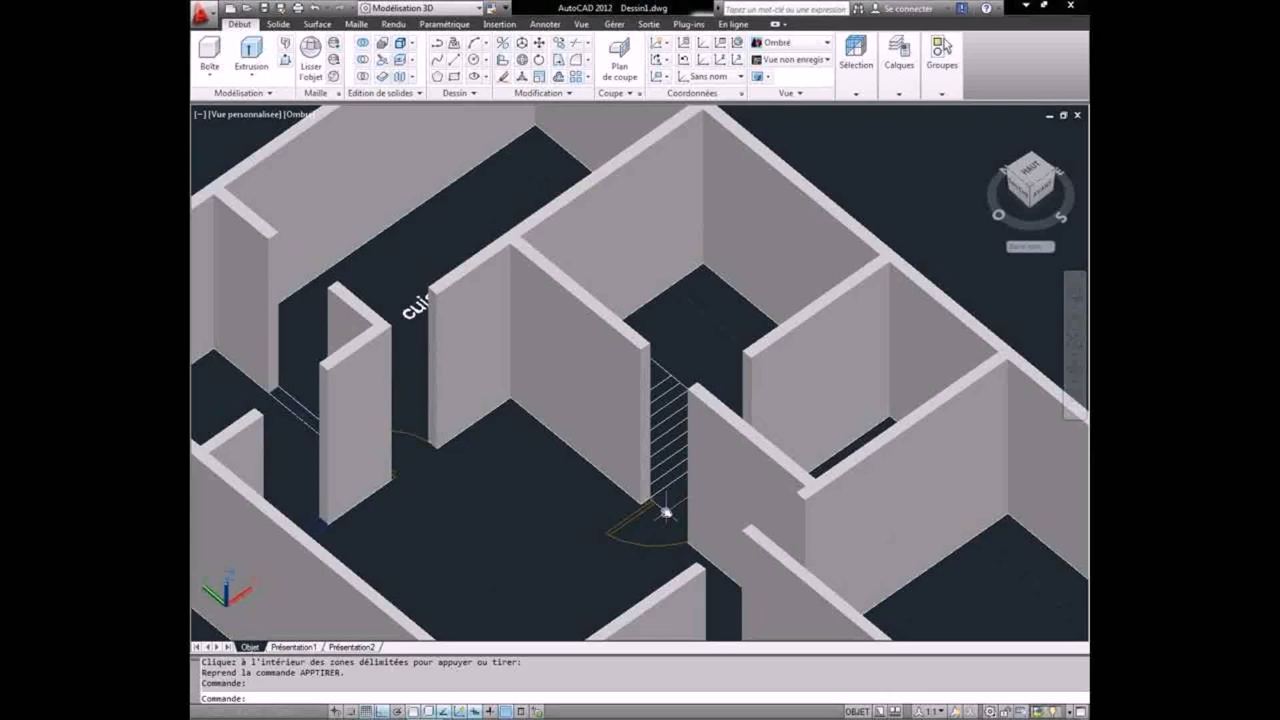 Modélisation 3D
AutoCAD 2012 Dessin1.dwg
Tapez un mot-clé ou une expression
Se connecter
Début Solide Surface Maille Rendu Paramétrique Insertion Annoter Vue Gérer Sortie Plug-ins En ligne
Boîte
Extrusion
Lisser l'objet
Plan de coupe
Sans nom
Ombré
Vue non enregis
Sélection
Calques
Groupes
Modélisation Maille Edition de solides Dessin Modification Coupe Coordonnées Vue
[−] [Vue personnalisée] [Ombré
HAUT
AVANT
O S
cuis
Z
Objet Présentation1 Présentation2
Cliquez à l'intérieur des zones délimitées pour appuyer ou tirer:
Reprend la commande APPTIRER.
Commande:
Commande:
OBJET
1:1